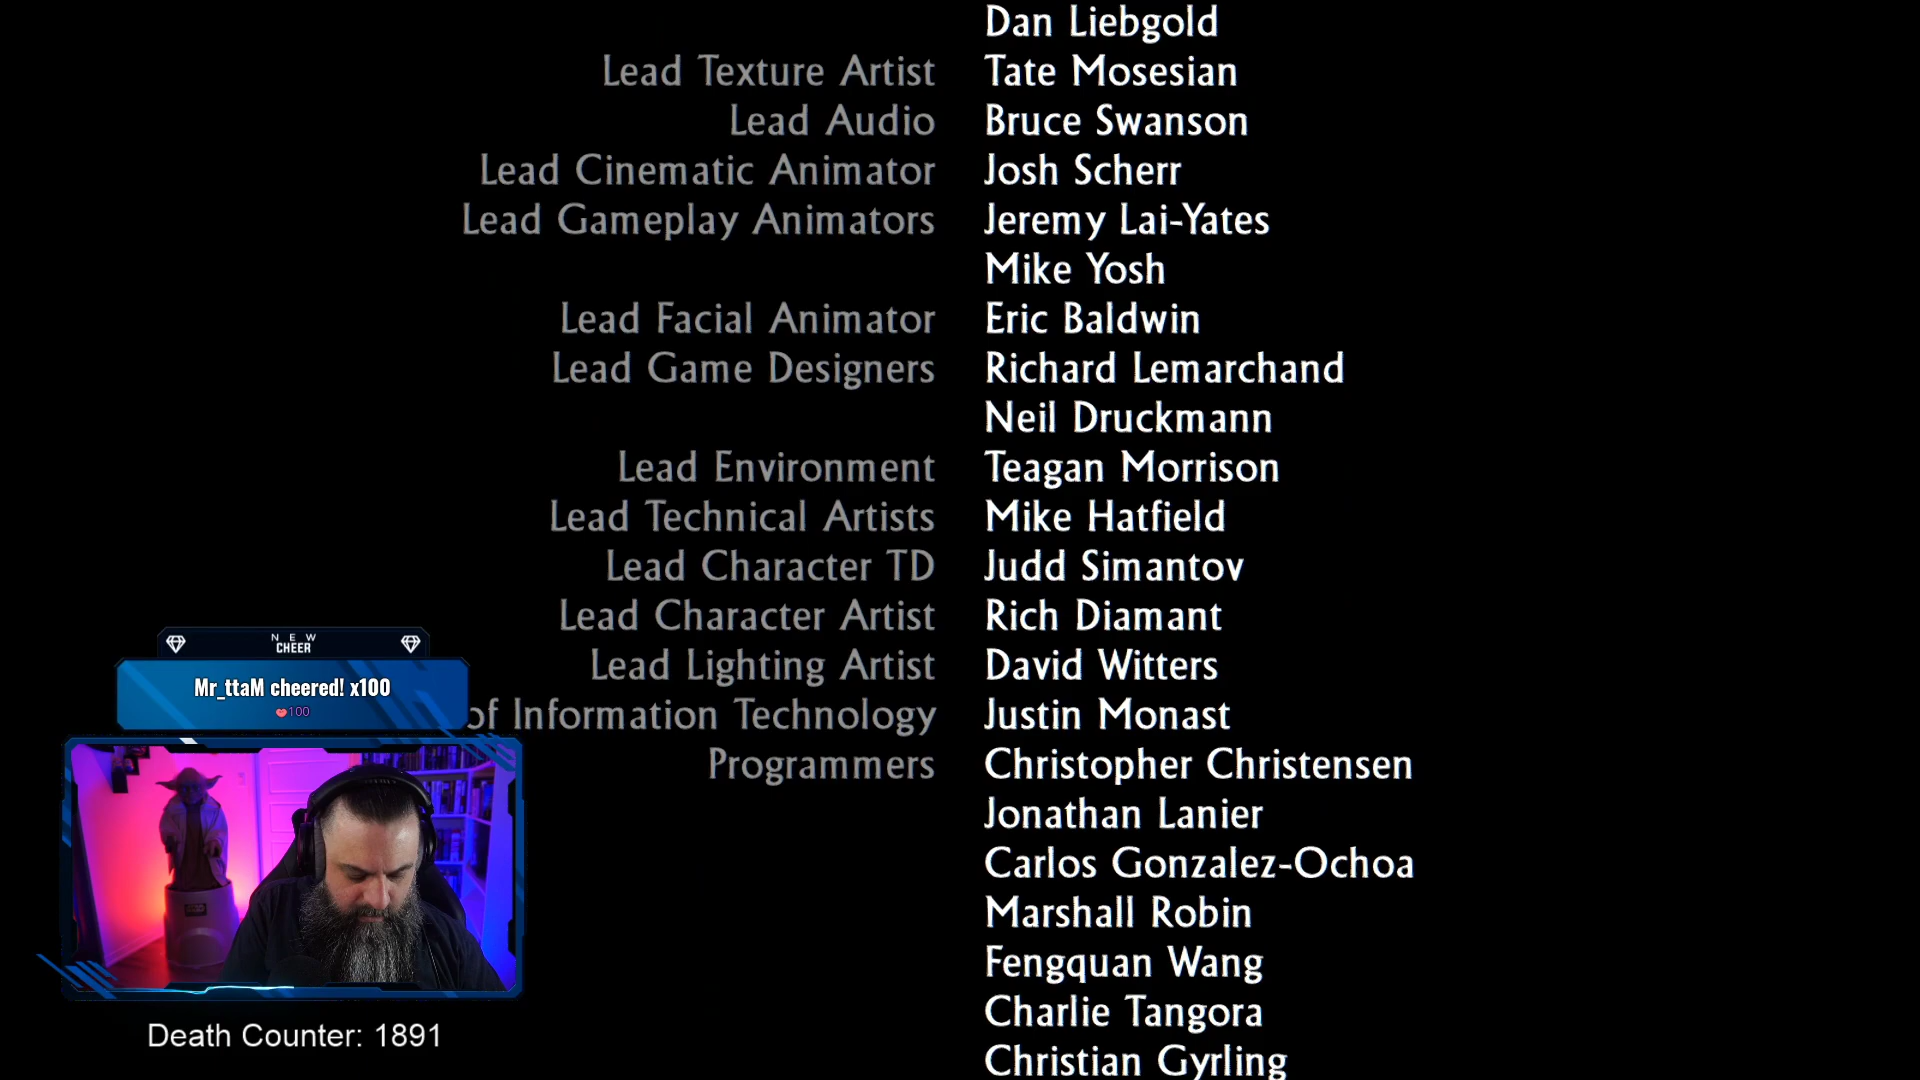 Dan Liebgold
Lead Texture Artist Tate Mosesian
Lead Audio Bruce Swanson
Lead Cinematic Animator Josh Scherr
Lead Gameplay Animators Jeremy Lai-Yates
Mike Yosh
Lead Facial Animator Eric Baldwin
Lead Game Designers Richard Lemarchand
Neil Druckmann
Lead Environment Teagan Morrison
Lead Technical Artists Mike Hatfield
Lead Character TD Judd Simantov
Lead Character Artist Rich Diamant
Lead Lighting Artist David Witters
of Information Technology Justin Monast
Programmers Christopher Christensen
Jonathan Lanier
Carlos Gonzalez-Ochoa
Marshall Robin
Fengquan Wang
Charlie Tangora
Christian Gyrling
NEW
CHEER
Mr_ttaM cheered! x100
100
Death Counter: 1891